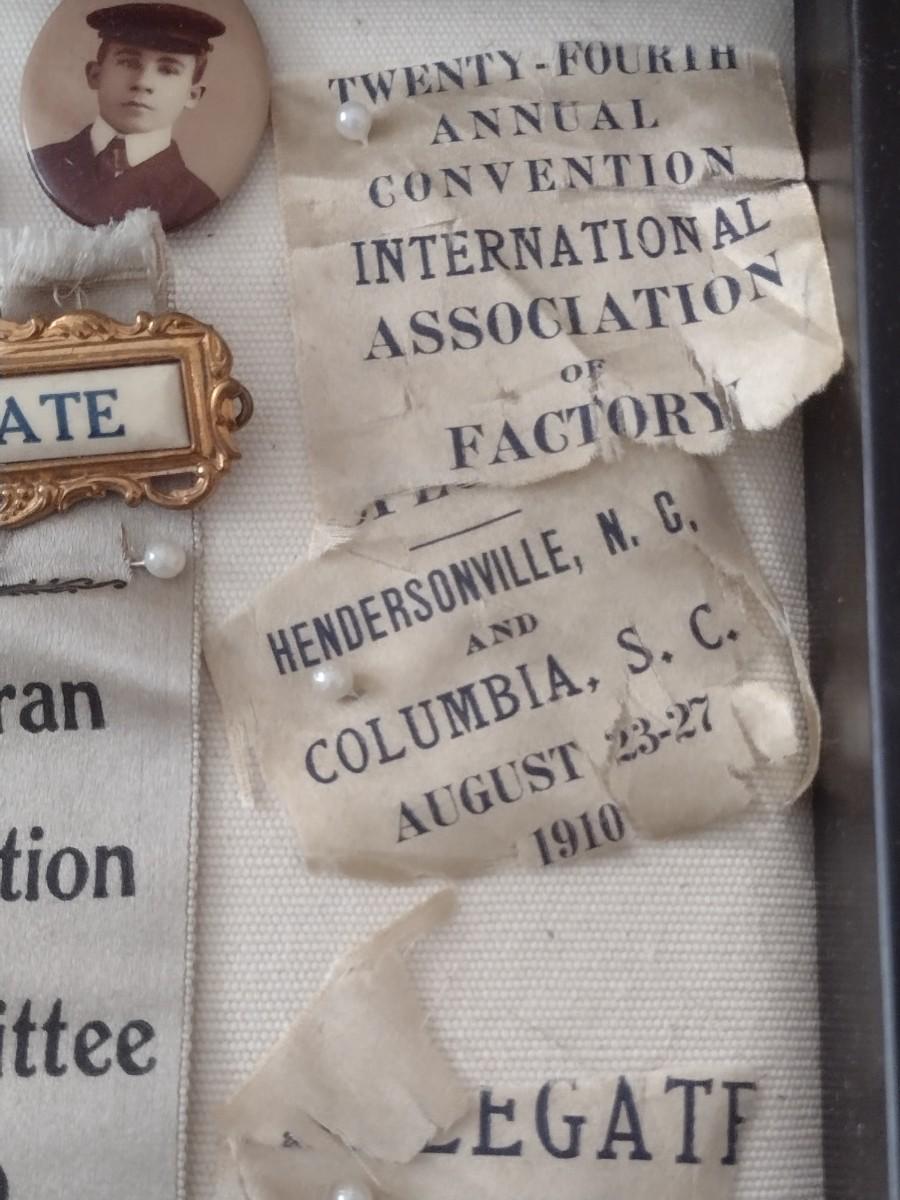 TWENTY-FOURTH
ANNUAL
CONVENTION
INTERNATIONAL
ASSOCIATION
OF
FACTORY
HENDERSONVILLE, N. C.
AND
COLUMBIA, S. C.
AUGUST 23-27
1910
EGATE
ATE
ran
tion
ittee